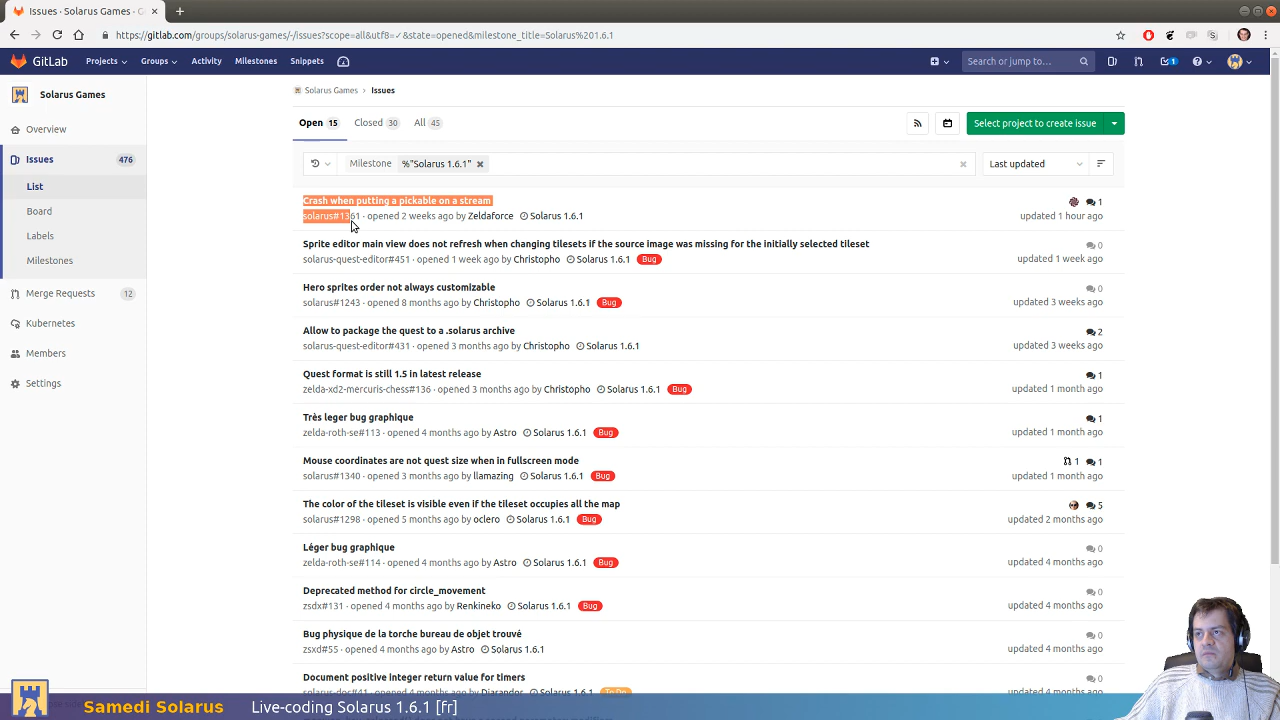 Issues · Solarus Games · Git
https://gitlab.com/groups/solarus-games/-/issues?scope=all&utf8=✓&state=opened&milestone_title=Solarus%201.6.1
GitLab Projects Groups Activity Milestones Snippets Search or jump to… 1
Solarus Games
Overview
Issues 476
List
Board
Labels
Milestones
Merge Requests 12
Kubernetes
Members
Settings
Solarus Games › Issues
Open 15 Closed 30 All 45
Select project to create issue
Milestone %"Solarus 1.6.1" Last updated
Crash when putting a pickable on a stream 1
solarus#1361 · opened 2 weeks ago by Zeldaforce Solarus 1.6.1 updated 1 hour ago
Sprite editor main view does not refresh when changing tilesets if the source image was missing for the initially selected tileset 0
solarus-quest-editor#451 · opened 1 week ago by Christopho Solarus 1.6.1 Bug updated 1 week ago
Hero sprites order not always customizable 0
solarus#1243 · opened 8 months ago by Christopho Solarus 1.6.1 Bug updated 3 weeks ago
Allow to package the quest to a .solarus archive 2
solarus-quest-editor#431 · opened 3 months ago by Christopho Solarus 1.6.1 updated 3 weeks ago
Quest format is still 1.5 in latest release 1
zelda-xd2-mercuris-chess#136 · opened 3 months ago by Christopho Solarus 1.6.1 Bug updated 1 month ago
Très leger bug graphique 1
zelda-roth-se#113 · opened 4 months ago by Astro Solarus 1.6.1 Bug updated 1 month ago
Mouse coordinates are not quest size when in fullscreen mode 1 1
solarus#1340 · opened 3 months ago by llamazing Solarus 1.6.1 Bug updated 1 month ago
The color of the tileset is visible even if the tileset occupies all the map 5
solarus#1298 · opened 5 months ago by oclero Solarus 1.6.1 Bug updated 2 months ago
Léger bug graphique 0
zelda-roth-se#114 · opened 4 months ago by Astro Solarus 1.6.1 Bug updated 4 months ago
Deprecated method for circle_movement 0
zsdx#131 · opened 4 months ago by Renkineko Solarus 1.6.1 Bug updated 4 months ago
Bug physique de la torche bureau de objet trouvé 0
zsxd#55 · opened 4 months ago by Astro Solarus 1.6.1 updated 4 months ago
Document positive integer return value for timers 0
Samedi Solarus Live-coding Solarus 1.6.1 [fr]